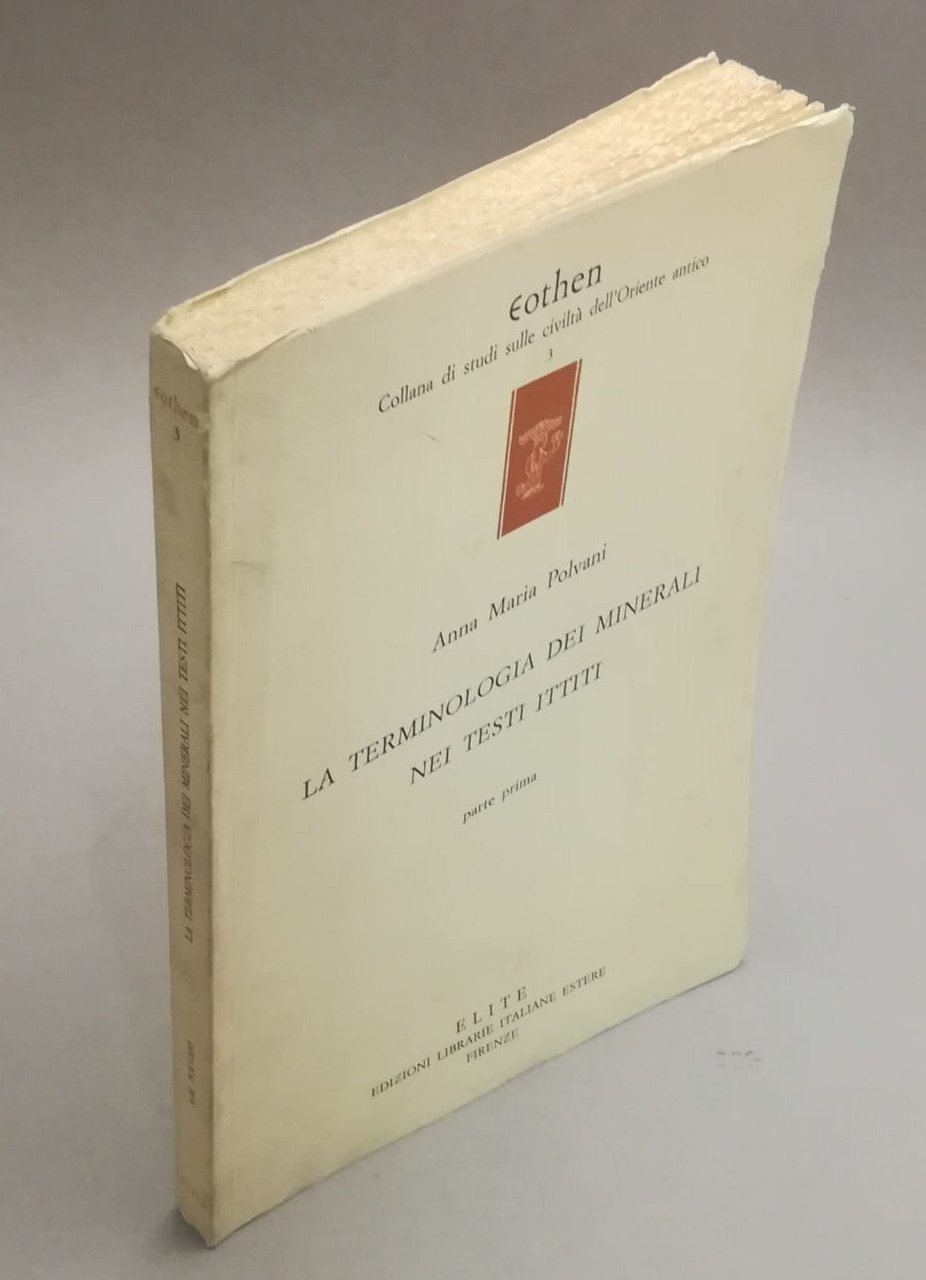 eothen
Collana di studi sulle civiltà dell'Oriente antico
3
Anna Maria Polvani
LA TERMINOLOGIA DEI MINERALI
NEI TESTI ITTITI
parte prima
ELITE
EDIZIONI LIBRARIE ITALIANE ESTERE
FIRENZE
eothen
3
LA TERMINOLOGIA DEI MINERALI NEI TESTI ITTITI